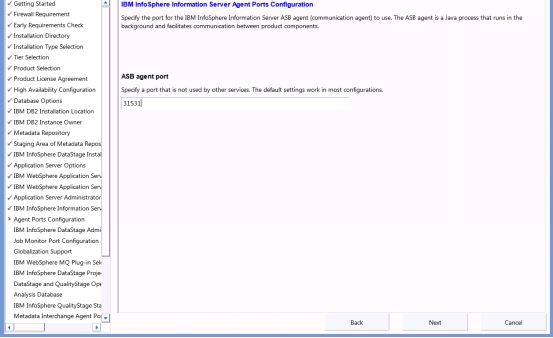 Getting Started
Firewall Requirement
Early Requirements Check
Installation Directory
Installation Type Selection
Tier Selection
Product Selection
Product License Agreement
High Availability Configuration
Database Options
IBM DB2 Installation Location
IBM DB2 Instance Owner
Metadata Repository
Staging Area of Metadata Repos
IBM InfoSphere DataStage Instal
Application Server Options
IBM WebSphere Application Serv
IBM WebSphere Application Serv
Application Server Administrator
IBM InfoSphere Information Serv
Agent Ports Configuration
IBM InfoSphere DataStage Admi
Job Monitor Port Configuration
Globalization Support
IBM WebSphere MQ Plug-in Sele
IBM InfoSphere DataStage Proje
DataStage and QualityStage Ope
Analysis Database
IBM InfoSphere QualityStage Sta
Metadata Interchange Agent Po
IBM InfoSphere Information Server Agent Ports Configuration
Specify the port for the IBM InfoSphere Information Server ASB agent (communication agent) to use. The ASB agent is a Java process that runs in the
background and facilitates communication between product components.
ASB agent port
Specify a port that is not used by other services. The default settings work in most configurations.
31531
Back
Next
Cancel